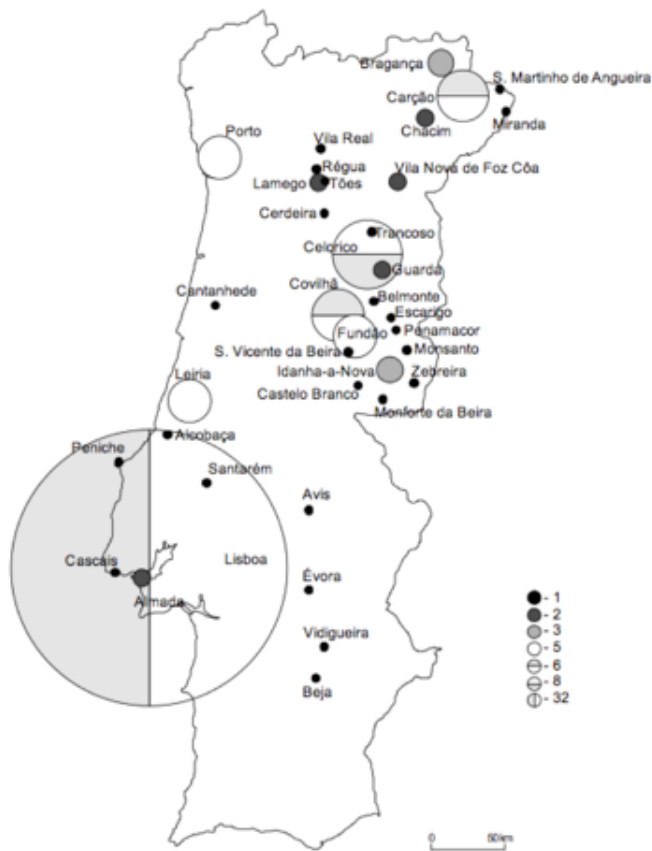 Bragança
S. Martinho de Angueira
Carção
Miranda
Chacim
Porto
Vila Real
Régua
Vila Nova de Foz Côa
Lamego
Tões
Cerdeira
Trancoso
Celorico
Guarda
Covilhã
Belmonte
Cantanhede
Escarigo
Penamacor
Fundão
S. Vicente da Beira
Monsanto
Idanha-a-Nova
Zebreira
Leiria
Castelo Branco
Monforte da Beira
Alcobaça
Peniche
Santarém
Avis
Cascais
Lisboa
Évora
Almada
Vidigueira
Beja
- 1
- 2
- 3
- 5
- 6
- 8
- 32
0 50 km